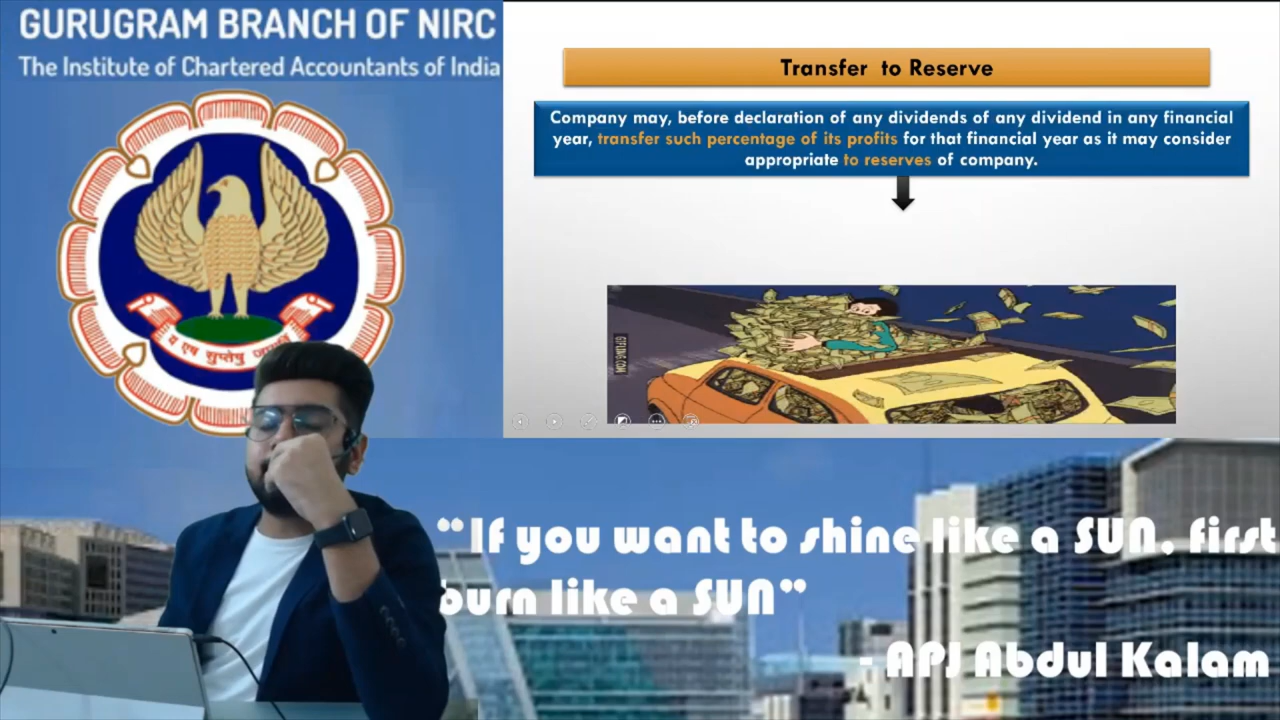 GURUGRAM BRANCH OF NIRC
The Institute of Chartered Accountants of India
य एष सुप्तेषु
Transfer to Reserve
Company may, before declaration of any dividends of any dividend in any financial
year, transfer such percentage of its profits for that financial year as it may consider
appropriate to reserves of company.
GIFLING.COM
“If you want to shine like a SUN, first
burn like a SUN”
- APJ Abdul Kalam